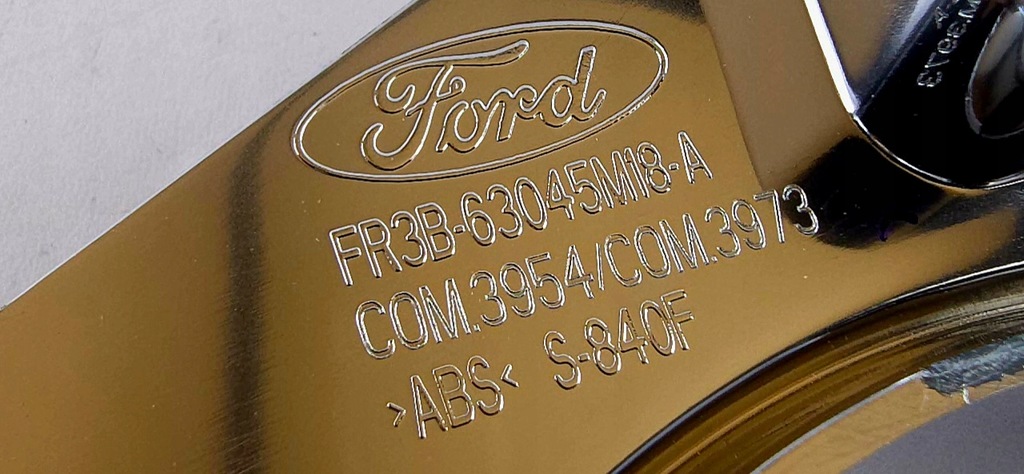 Ford
FR3B-63045M18-A
COM.3954/COM.3973
>ABS< S-840F